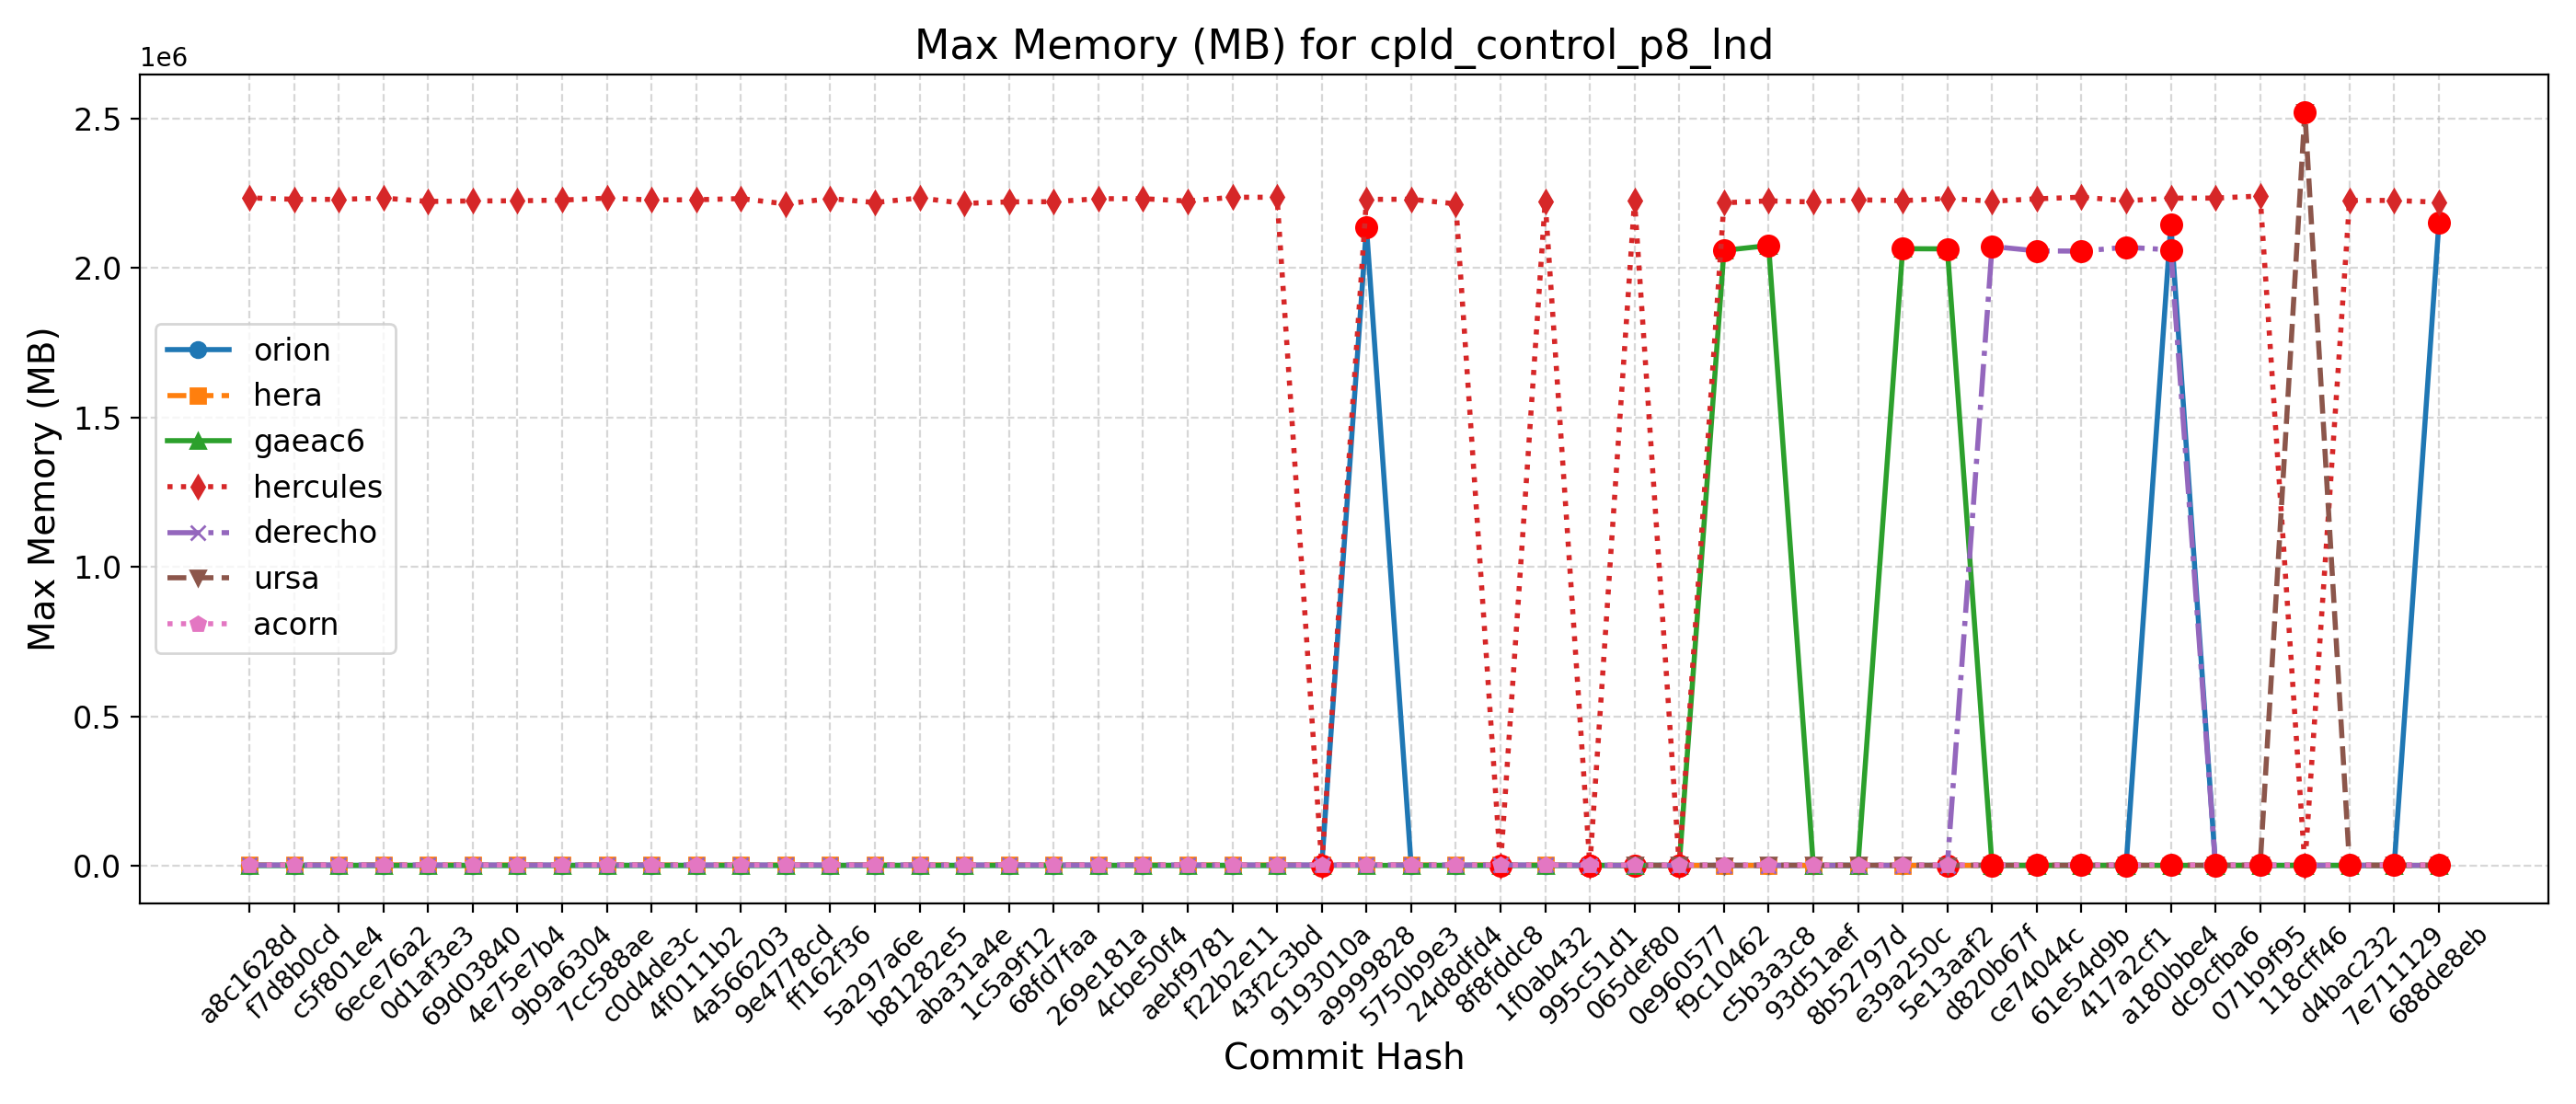 Max Memory (MB) for cpld_control_p8_lnd
1e6
2.5
2.0
1.5
1.0
0.5
0.0
Max Memory (MB)
orion
hera
gaeac6
hercules
derecho
ursa
acorn
a8c1628d
f7d8b0cd
c5f801e4
6ece76a2
0d1af3e3
69d03840
4e75e7b4
9b9a6304
7cc588ae
c0d4de3c
4f0111b2
4a566203
9e4778cd
ff162f36
5a297a6e
b81282e5
aba31a4e
1c5a9f12
68fd7faa
269e181a
4cbe50f4
aebf9781
f22b2e11
43f2c3bd
9193010a
a9999828
5750b9e3
24d8dfd4
8f8fddc8
1f0ab432
995c51d1
065def80
0e960577
f9c10462
c5b3a3c8
93d51aef
8b52797d
e39a250c
5e13aaf2
d820b67f
ce74044c
61e54d9b
417a2cf1
a180bbe4
dc9cfba6
071b9f95
118cff46
d4bac232
7e711129
688de8eb
Commit Hash